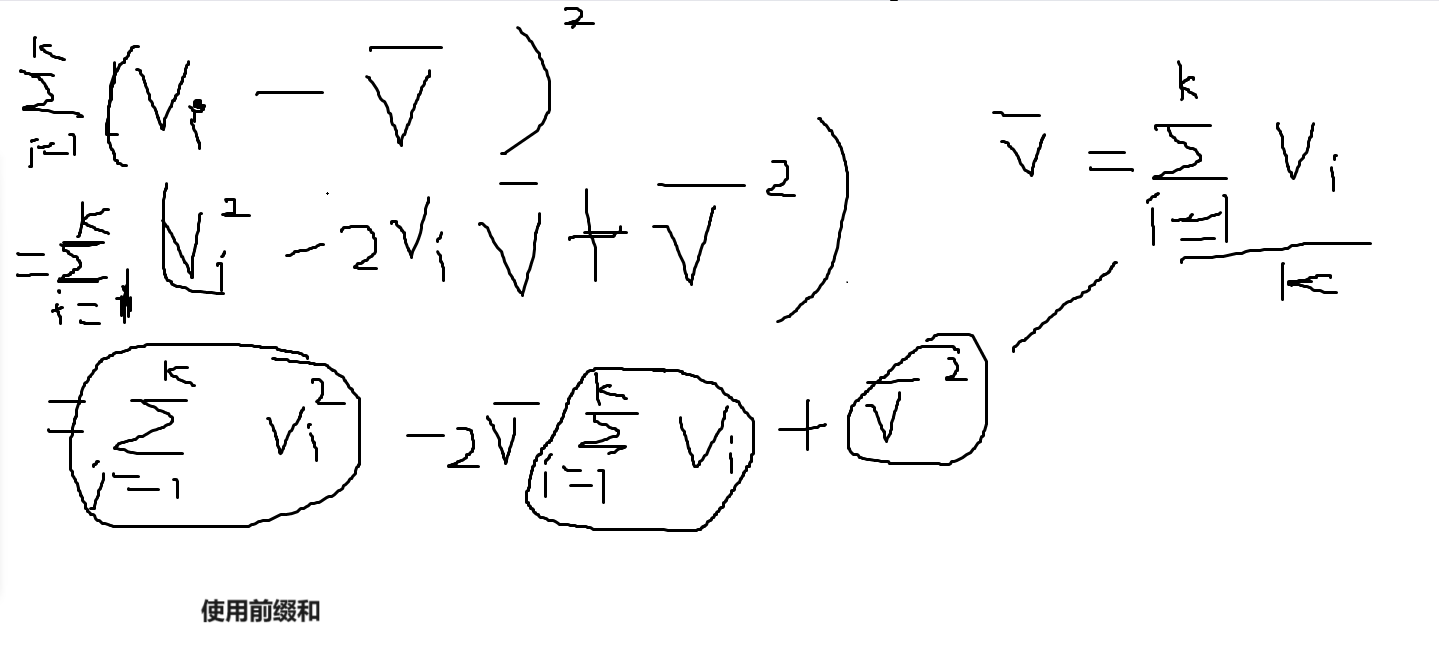 \sum_{i=1}^{k} (V_i - \overline{V})^2
\overline{V} = \frac{\sum_{i=1}^{k} V_i}{k}
= \sum_{i=1}^{k} (V_i^2 - 2V_i \overline{V} + \overline{V}^2)
= \sum_{i=1}^{k} V_i^2 - 2\overline{V} \sum_{i=1}^{k} V_i + \overline{V}^2
使用前缀和